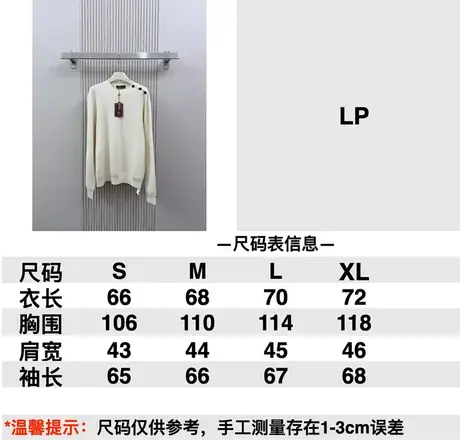 LP
—尺码表信息—
尺码 S M L XL
衣长 66 68 70 72
胸围 106 110 114 118
肩宽 43 44 45 46
袖长 65 66 67 68
*温馨提示：尺码仅供参考，手工测量存在1-3cm误差